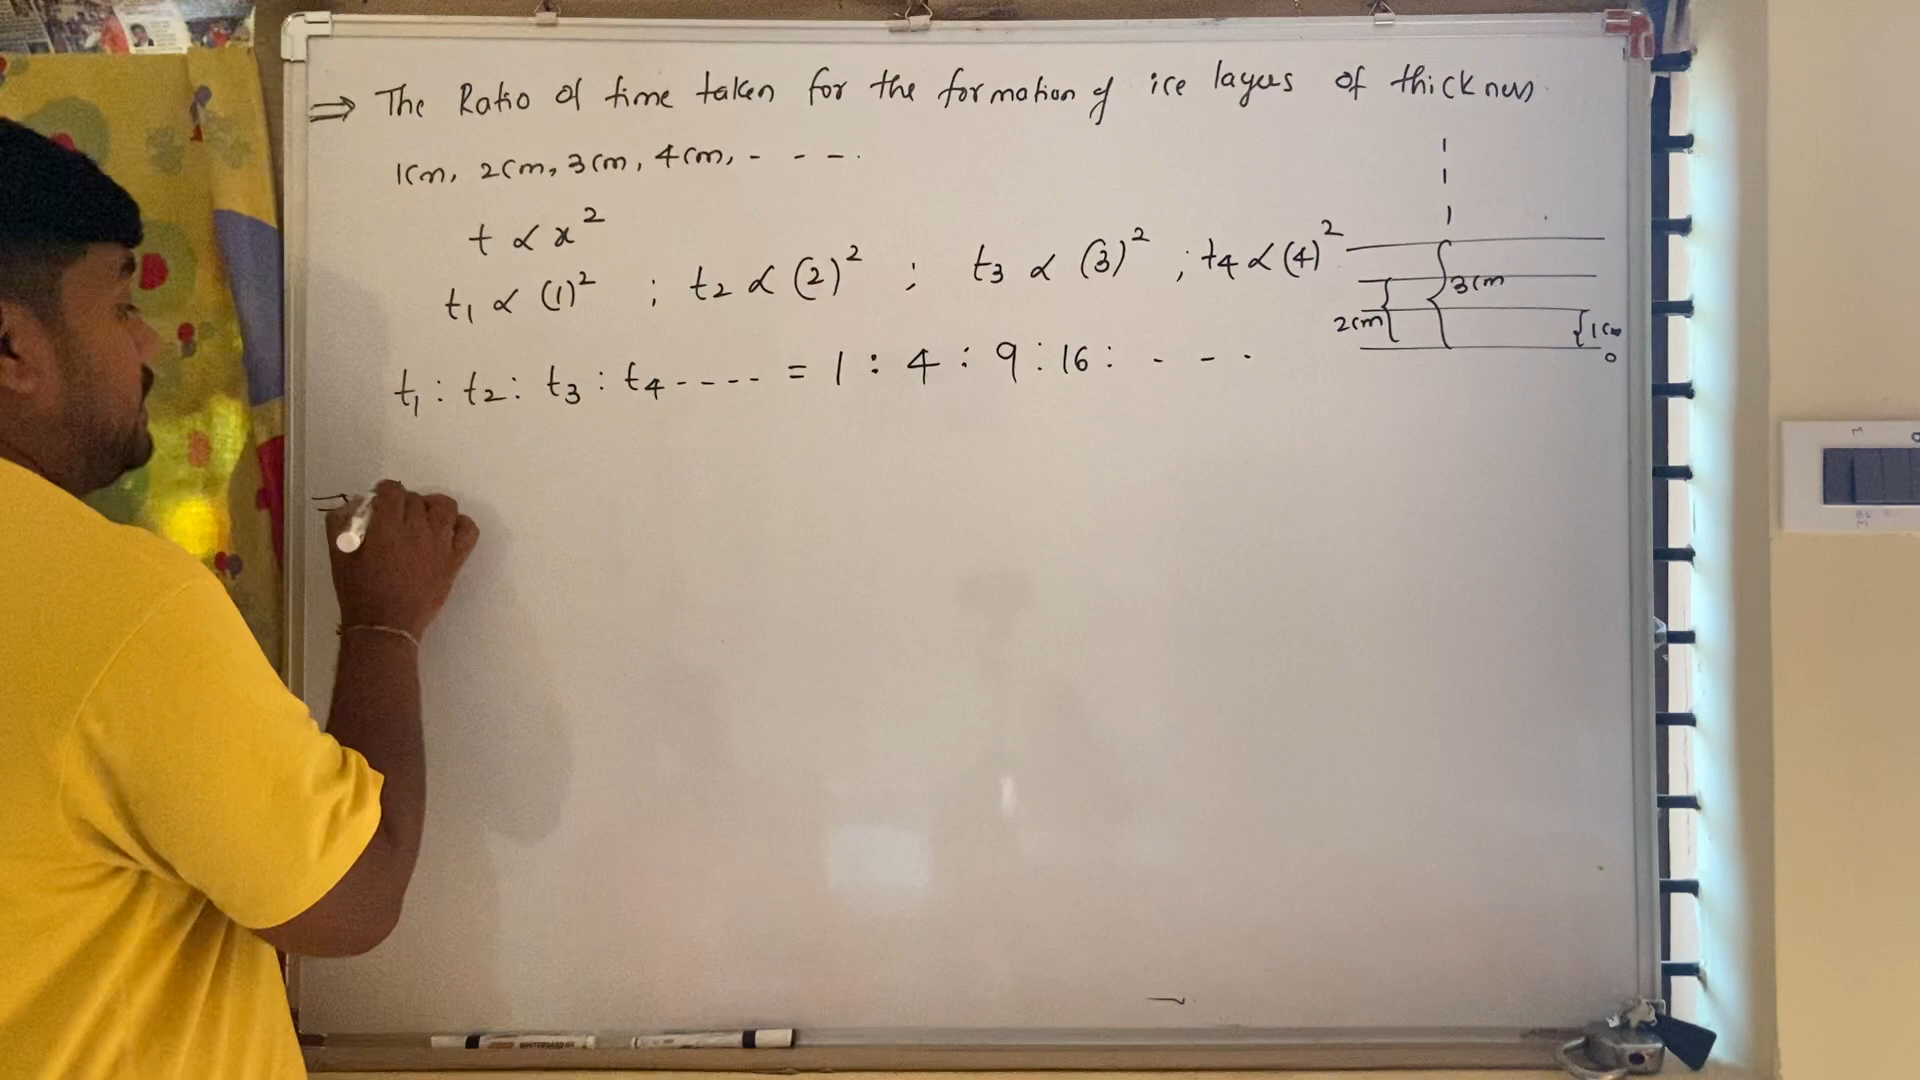 ⇒ The Ratio of time taken for the formation of ice layers of thickness
1cm, 2cm, 3cm, 4cm, - - -.
t ∝ x²
t₁ ∝ (1)² ; t₂ ∝ (2)² ; t₃ ∝ (3)² ; t₄ ∝ (4)²
3cm
2cm
1cm
0
t₁ : t₂ : t₃ : t₄ ---- = 1 : 4 : 9 : 16 : - - -
⇒